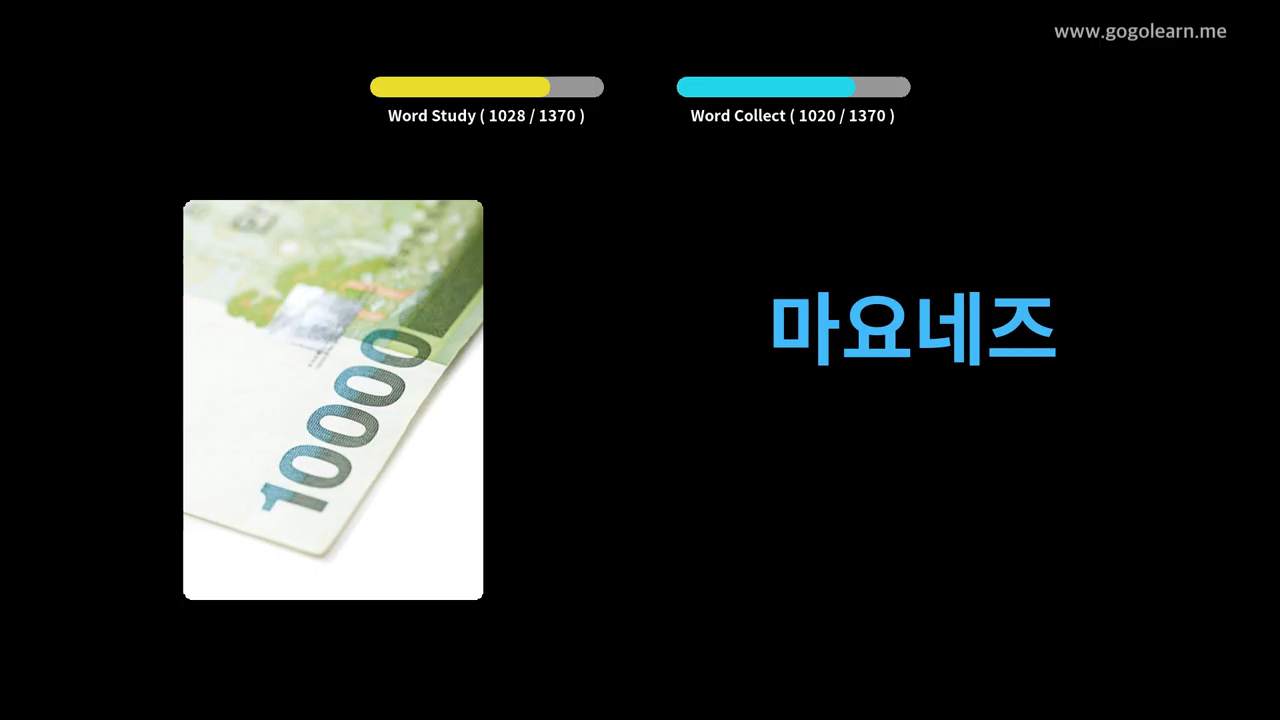 www.gogolearn.me
Word Study ( 1028 / 1370 )
Word Collect ( 1020 / 1370 )
마요네즈
10000